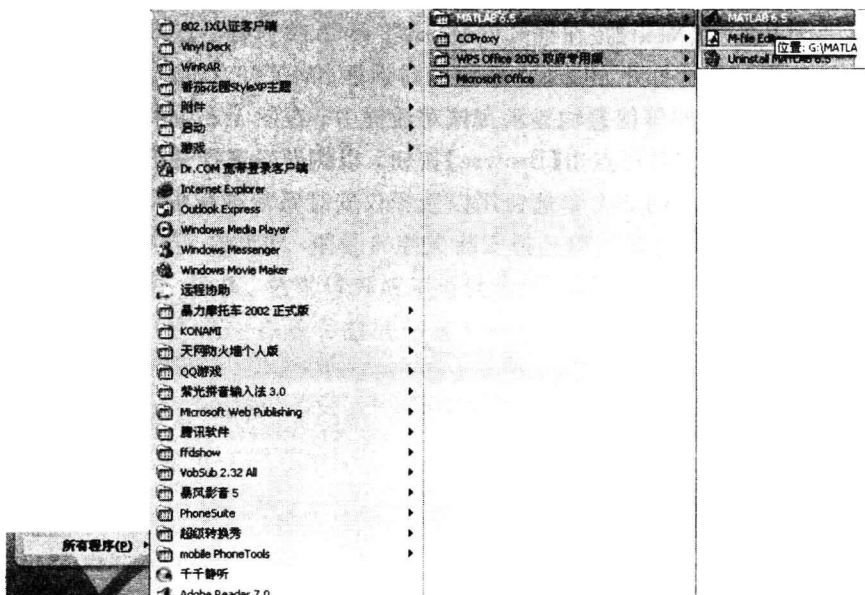 802.1X认证客户端
Vinyl Deck
WinRAR
番茄花园StyleXP主题
附件
启动
游戏
Dr.COM 宽带登录客户端
Internet Explorer
Outlook Express
Windows Media Player
Windows Messenger
Windows Movie Maker
远程协助
暴力摩托车 2002 正式版
KONAMI
天网防火墙个人版
QQ游戏
紫光拼音输入法 3.0
Microsoft Web Publishing
腾讯软件
ffdshow
VobSub 2.32 All
暴风影音 5
PhoneSuite
超级转换秀
mobile PhoneTools
千千静听
Adobe Reader 7.0
所有程序(P)
MATLAB 6.5
CCProxy
WPS Office 2005 政府专用版
Microsoft Office
MATLAB 6.5
M-file Editor
位置: G:\MATLA
Uninstall MATLAB 6.5